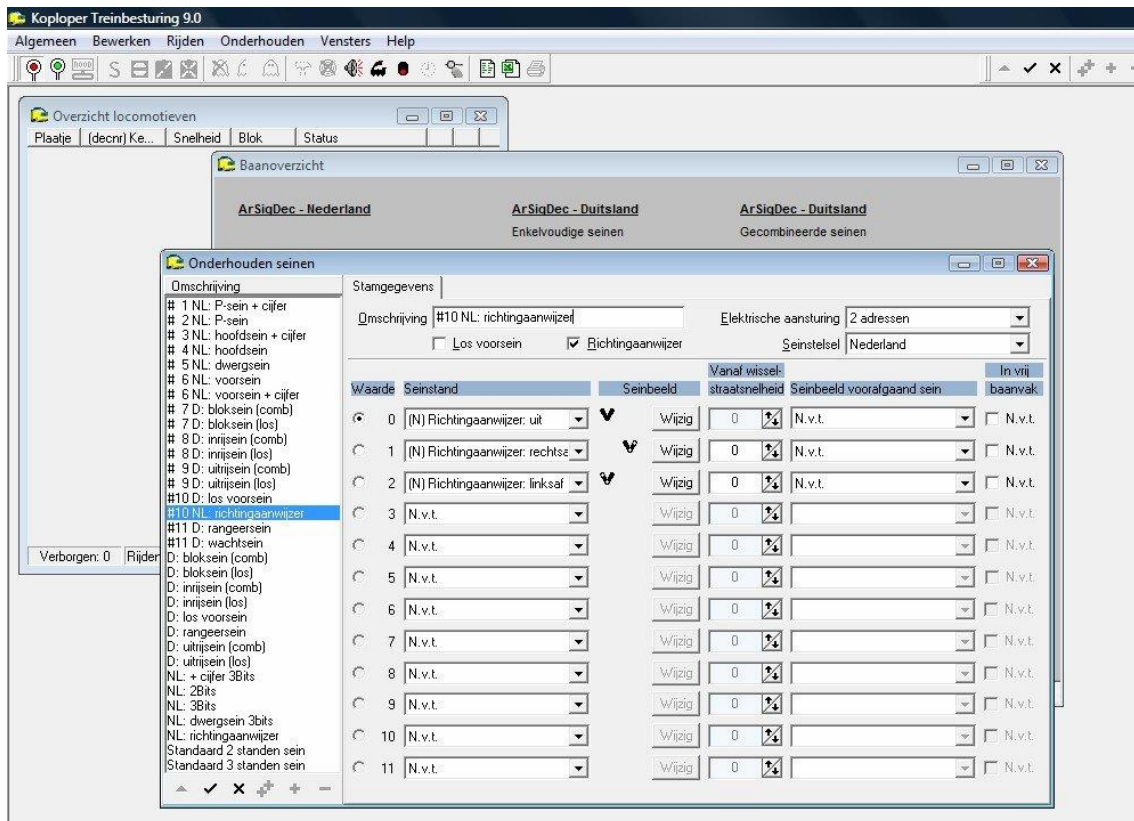 Koploper Treinbesturing 9.0
Algemeen Bewerken Rijden Onderhouden Vensters Help
Overzicht locomotieven
Plaatje (decnr) Ke... Snelheid Blok Status
Baanoverzicht
ArSigDec - Nederland ArSigDec - Duitsland ArSigDec - Duitsland
Enkelvoudige seinen Gecombineerde seinen
Verborgen: 0 Rijden
Onderhouden seinen
Omschrijving
# 1 NL: P-sein + cijfer
# 2 NL: P-sein
# 3 NL: hoofdsein + cijfer
# 4 NL: hoofdsein
# 5 NL: dwergsein
# 6 NL: voorsein
# 6 NL: voorsein + cijfer
# 7 D: bloksein (comb)
# 7 D: bloksein (los)
# 8 D: inrijsein (comb)
# 8 D: inrijsein (los)
# 9 D: uitrijsein (comb)
# 9 D: uitrijsein (los)
#10 D: los voorsein
#10 NL: richtingaanwijzer
#11 D: rangeersein
#11 D: wachtsein
D: bloksein (comb)
D: bloksein (los)
D: inrijsein (comb)
D: inrijsein (los)
D: los voorsein
D: rangeersein
D: uitrijsein (comb)
D: uitrijsein (los)
NL: + cijfer 3Bits
NL: 2Bits
NL: 3Bits
NL: dwergsein 3bits
NL: richtingaanwijzer
Standaard 2 standen sein
Standaard 3 standen sein
Stamgegevens
Omschrijving #10 NL: richtingaanwijzer Elektrische aansturing 2 adressen
Los voorsein Richtingaanwijzer Seinstelsel Nederland
Vanaf wissel- In vrij
Waarde Seinstand Seinbeeld straatsnelheid Seinbeeld voorafgaand sein baanvak
0 (N) Richtingaanwijzer: uit Wijzig 0 N.v.t. N.v.t.
1 (N) Richtingaanwijzer: rechtsa Wijzig 0 N.v.t. N.v.t.
2 (N) Richtingaanwijzer: linksaf Wijzig 0 N.v.t. N.v.t.
3 N.v.t. Wijzig 0 N.v.t.
4 N.v.t. Wijzig 0 N.v.t.
5 N.v.t. Wijzig 0 N.v.t.
6 N.v.t. Wijzig 0 N.v.t.
7 N.v.t. Wijzig 0 N.v.t.
8 N.v.t. Wijzig 0 N.v.t.
9 N.v.t. Wijzig 0 N.v.t.
10 N.v.t. Wijzig 0 N.v.t.
11 N.v.t. Wijzig 0 N.v.t.